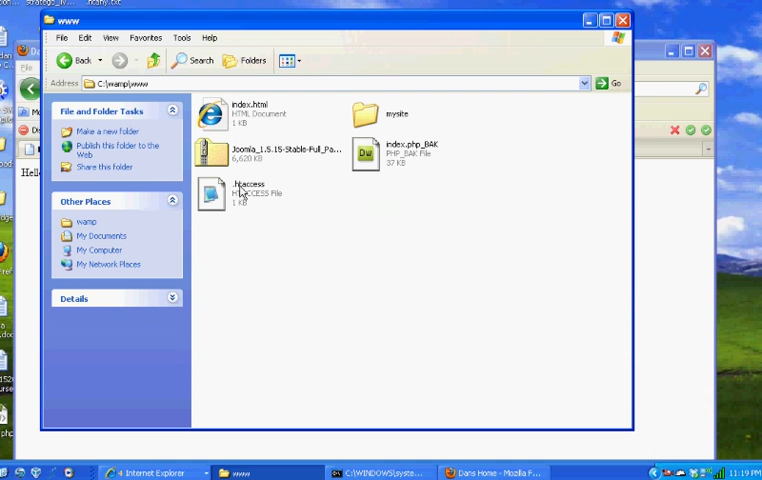 .ncahy.txt
www
File Edit View Favorites Tools Help
Back Search Folders
Address C:\wamp\www Go
File and Folder Tasks
Make a new folder
Publish this folder to the Web
Share this folder
Other Places
wamp
My Documents
My Computer
My Network Places
Details
index.html
HTML Document
1 KB
mysite
Joomla_1.5.15-Stable-Full_Pa...
6,620 KB
index.php_BAK
PHP_BAK File
37 KB
.htaccess
HTACCESS File
1 KB
4 Internet Explorer www C:\WINDOWS\syste... Dans Home - Mozilla F... 11:19 PM